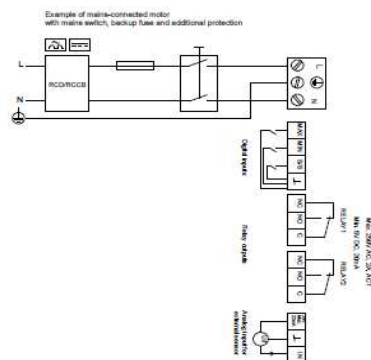 Example of mains-connected motor
with mains switch, backup fuse and additional protection
L
RCD/RCCB
N
L
N
MAX
MIN
S/S
Digital inputs
NC
NO
C
RELAY1
Max. 250V AC, 2A, AC1
Min. 5V DC, 20mA
Relay outputs
NC
NO
C
RELAY2
Analog input for
external sensor
IN